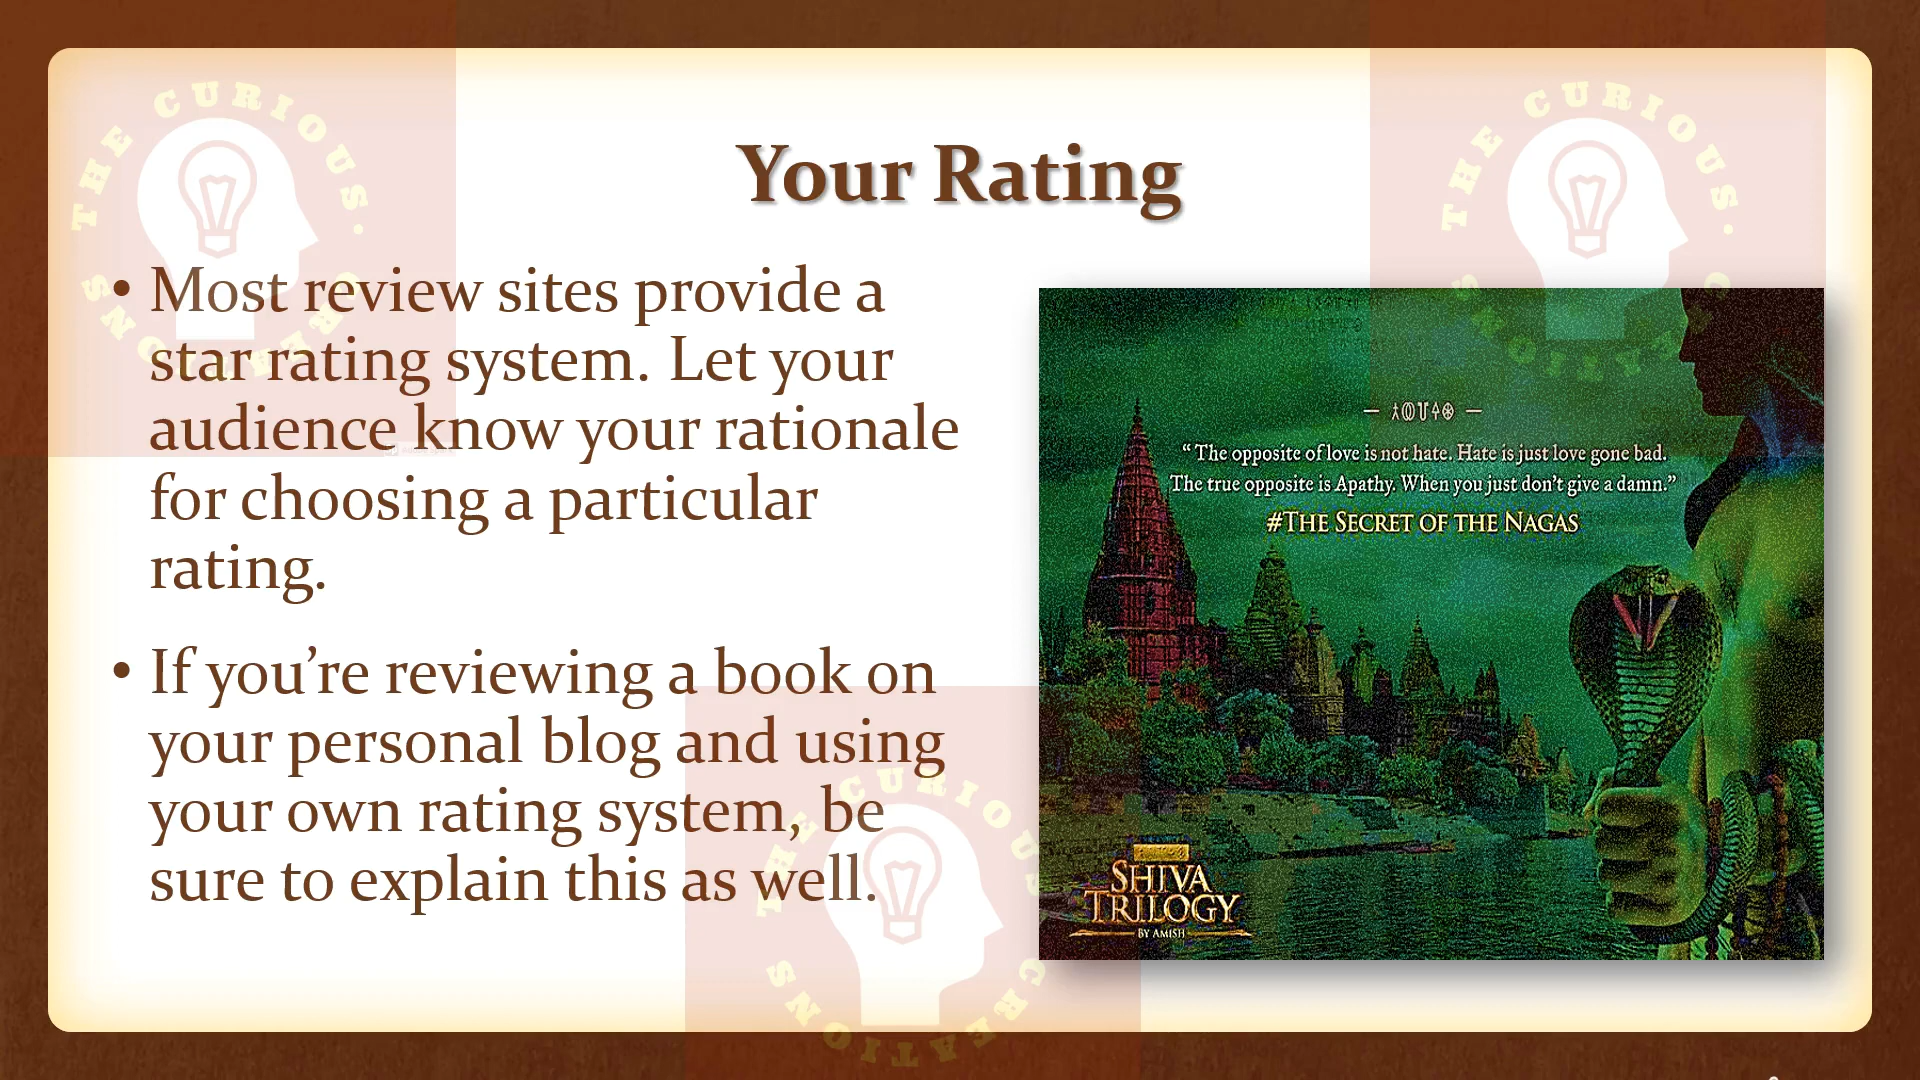 THE CURIOUS.
CREATIONS
THE CURIOUS.
CREATIONS
Your Rating
• Most review sites provide a
star rating system. Let your
audience know your rationale
for choosing a particular
rating.
• If you’re reviewing a book on
your personal blog and using
your own rating system, be
sure to explain this as well.
“The opposite of love is not hate. Hate is just love gone bad.
The true opposite is Apathy. When you just don’t give a damn.”
#THE SECRET OF THE NAGAS
SHIVA
TRILOGY
BY AMISH
THE CURIOUS
CREATIONS